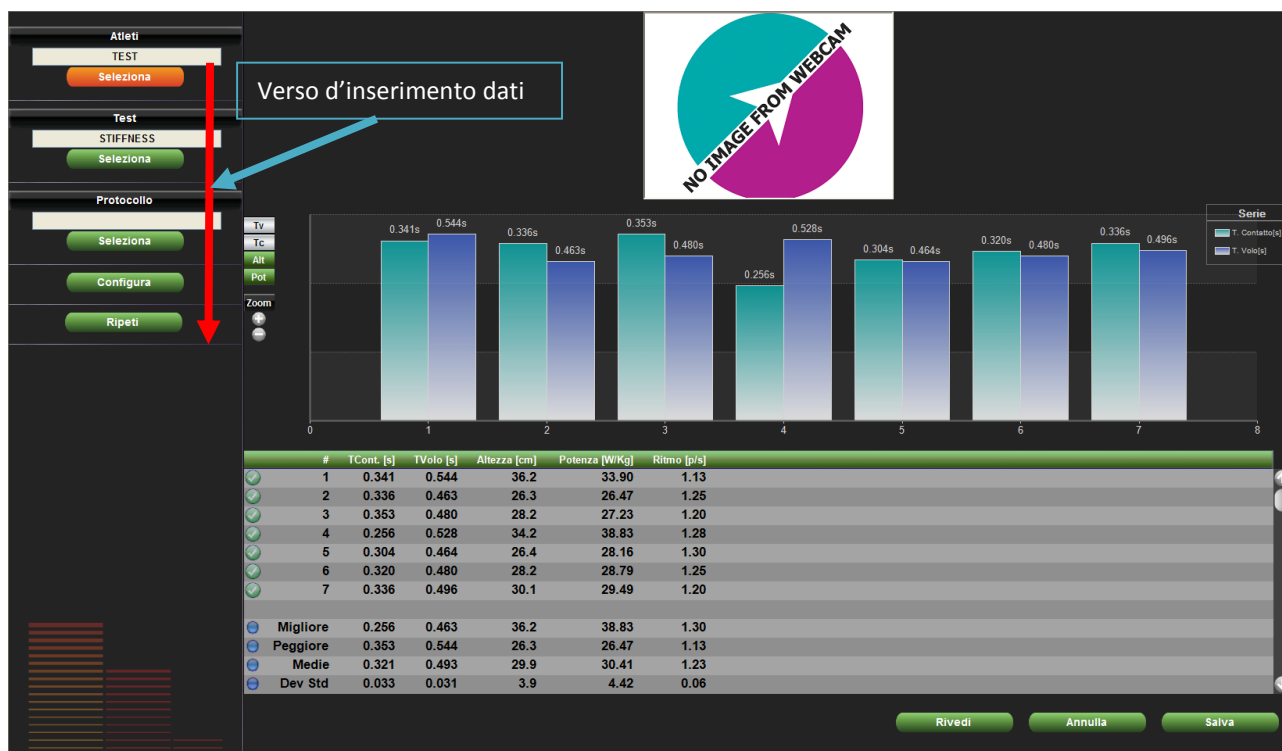 Atleti
TEST
Seleziona
Test
STIFFNESS
Seleziona
Protocollo
Seleziona
Configura
Ripeti
Verso d'inserimento dati
NO IMAGE FROM WEBCAM
Tv
Tc
Alt
Pot
Zoom
0.341s 0.544s 0.336s 0.463s 0.353s 0.480s 0.256s 0.528s 0.304s 0.464s 0.320s 0.480s 0.336s 0.496s
Serie
T. Contatto[s]
T. Volo[s]
0 1 2 3 4 5 6 7 8
# TCont. [s] TVolo [s] Altezza [cm] Potenza [W/Kg] Ritmo [p/s]
1 0.341 0.544 36.2 33.90 1.13
2 0.336 0.463 26.3 26.47 1.25
3 0.353 0.480 28.2 27.23 1.20
4 0.256 0.528 34.2 38.83 1.28
5 0.304 0.464 26.4 28.16 1.30
6 0.320 0.480 28.2 28.79 1.25
7 0.336 0.496 30.1 29.49 1.20
Migliore 0.256 0.463 36.2 38.83 1.30
Peggiore 0.353 0.544 26.3 26.47 1.13
Medie 0.321 0.493 29.9 30.41 1.23
Dev Std 0.033 0.031 3.9 4.42 0.06
Rivedi Annulla Salva